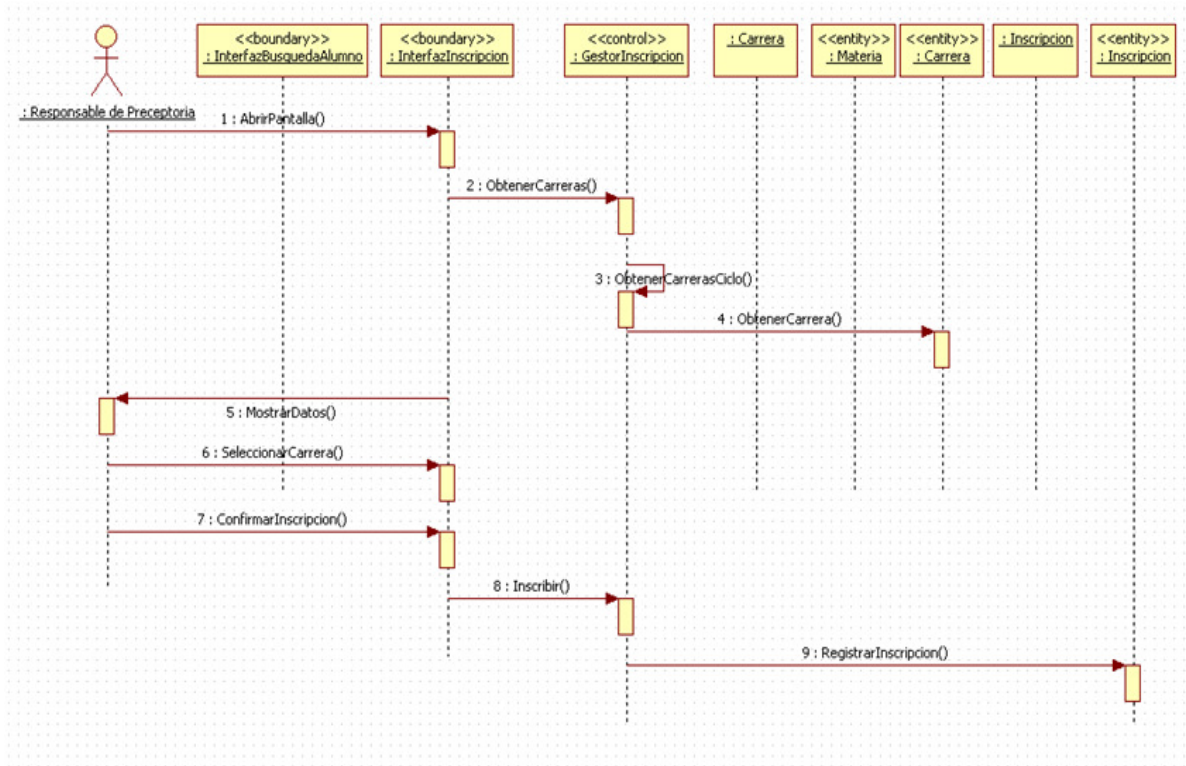 <<boundary>>
: InterfazBusquedaAlumno
<<boundary>>
: InterfazInscripcion
<<control>>
: GestorInscripcion
: Carrera
<<entity>>
: Materia
<<entity>>
: Carrera
: Inscripcion
<<entity>>
: Inscripcion
: Responsable de Preceptoria
1 : AbrirPantalla()
2 : ObtenerCarreras()
3 : ObtenerCarrerasCiclo()
4 : ObtenerCarrera()
5 : MostrarDatos()
6 : SeleccionarCarrera()
7 : ConfirmarInscripcion()
8 : Inscribir()
9 : RegistrarInscripcion()